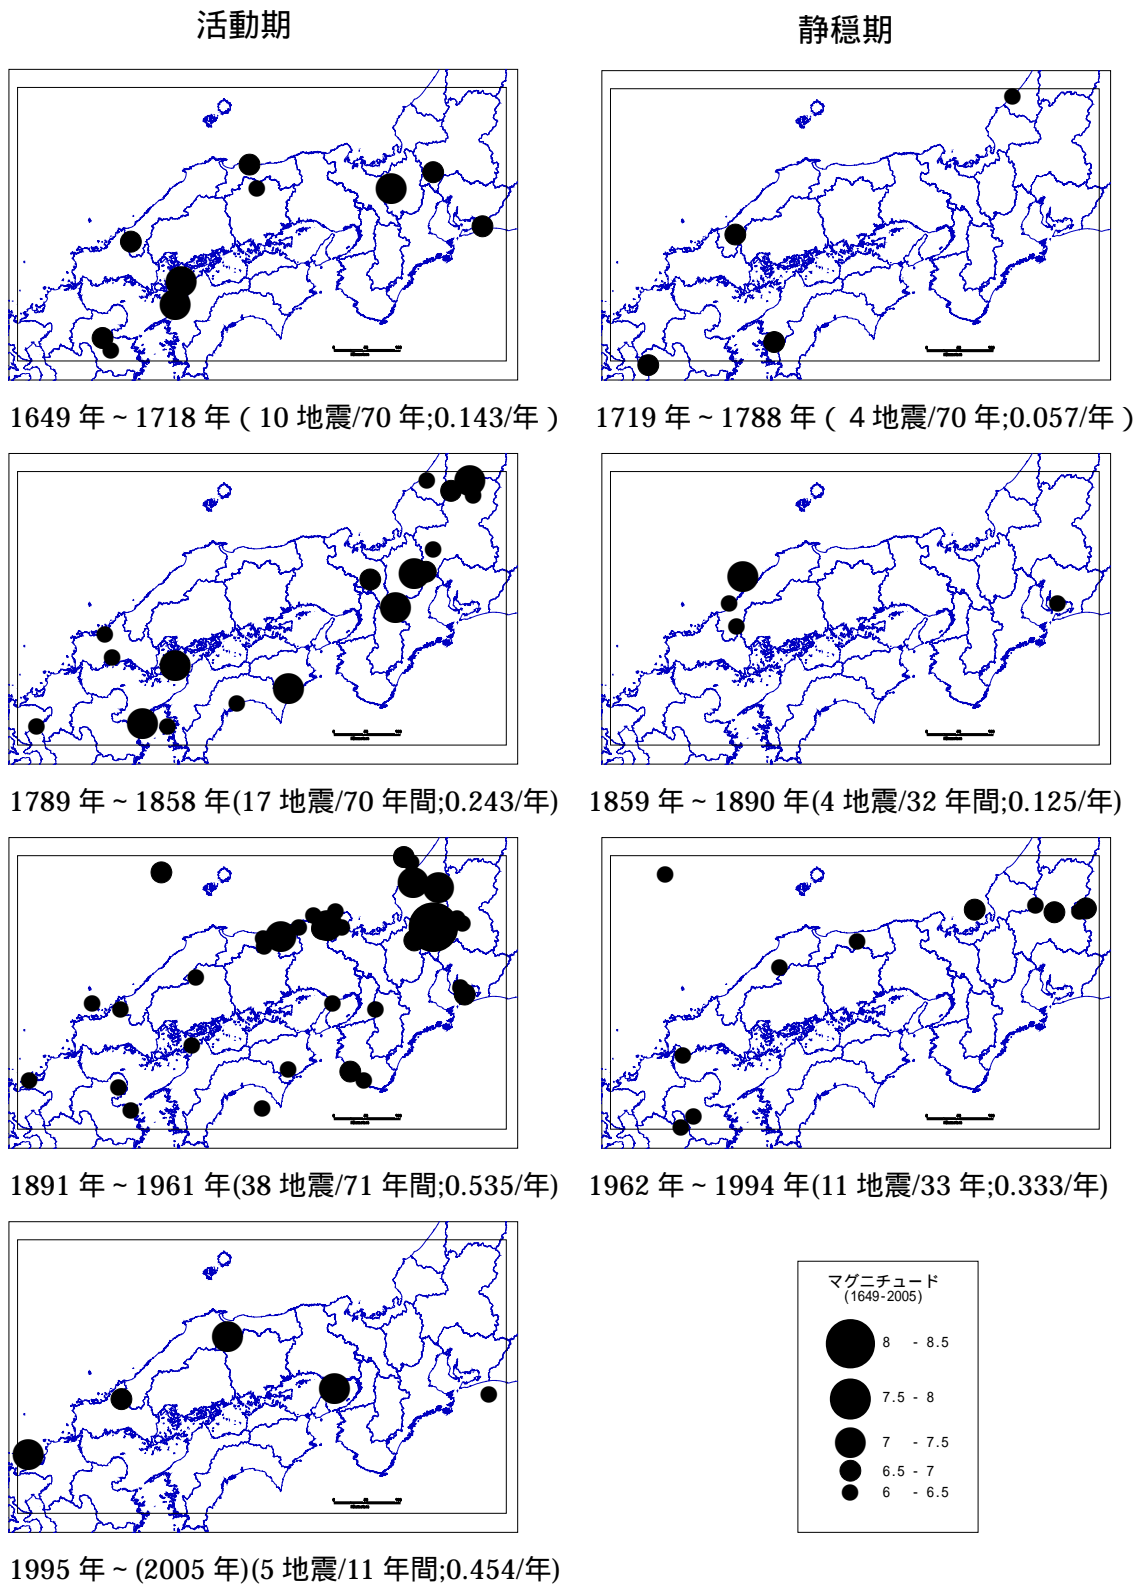 活動期
静穏期
1649 年 ~ 1718 年 ( 10 地震/70 年;0.143/年 )
1719 年 ~ 1788 年 ( 4 地震/70 年;0.057/年 )
1789 年 ~ 1858 年(17 地震/70 年間;0.243/年)
1859 年 ~ 1890 年(4 地震/32 年間;0.125/年)
1891 年 ~ 1961 年(38 地震/71 年間;0.535/年)
1962 年 ~ 1994 年(11 地震/33 年;0.333/年)
マグニチュード
(1649-2005)
8 - 8.5
7.5 - 8
7 - 7.5
6.5 - 7
6 - 6.5
1995 年 ~ (2005 年)(5 地震/11 年間;0.454/年)